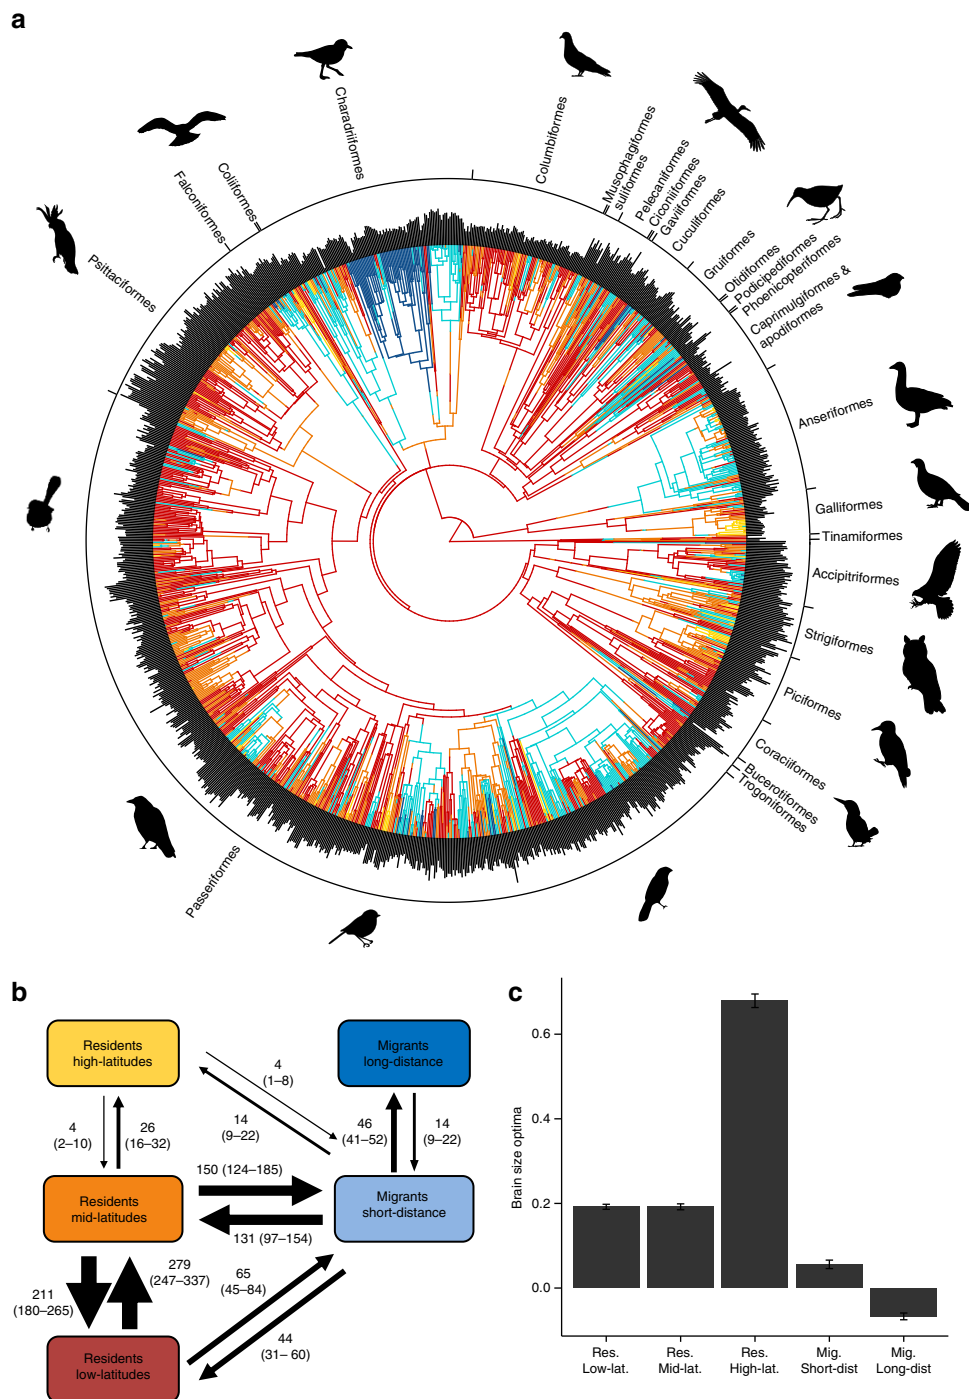 a
Charadriiformes
Columbiformes
Musophagiformes
suliformes
Pelecaniformes
Ciconiiformes
Gaviiformes
Cuculiformes
Gruiformes
Otidiformes
Podicipediformes
Phoenicopteriformes
Caprimulgiformes &
apodiformes
Anseriformes
Galliformes
Tinamiformes
Accipitriformes
Strigiformes
Piciformes
Coraciiformes
Bucerotiformes
Trogoniformes
Passeriformes
Psittaciformes
Falconiformes
Coliiformes
b
Residents
high-latitudes
Migrants
long-distance
4
(1–8)
4
(2–10)
26
(16–32)
14
(9–22)
46
(41–52)
14
(9–22)
150 (124–185)
Residents
mid-latitudes
Migrants
short-distance
131 (97–154)
279
(247–337)
65
(45–84)
211
(180–265)
44
(31– 60)
Residents
low-latitudes
c
Brain size optima
0.6
0.4
0.2
0.0
Res.
Low-lat.
Res.
Mid-lat.
Res.
High-lat.
Mig.
Short-dist
Mig.
Long-dist